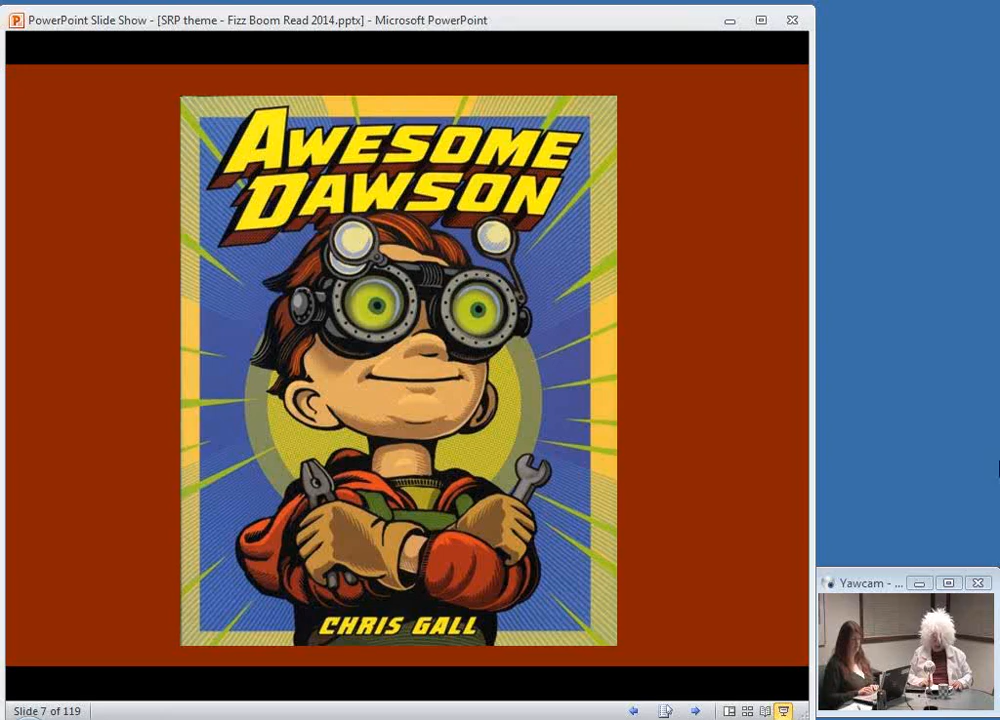 PowerPoint Slide Show - [SRP theme - Fizz Boom Read 2014.pptx] - Microsoft PowerPoint
AWESOME
DAWSON
CHRIS GALL
Yawcam - ...
Slide 7 of 119